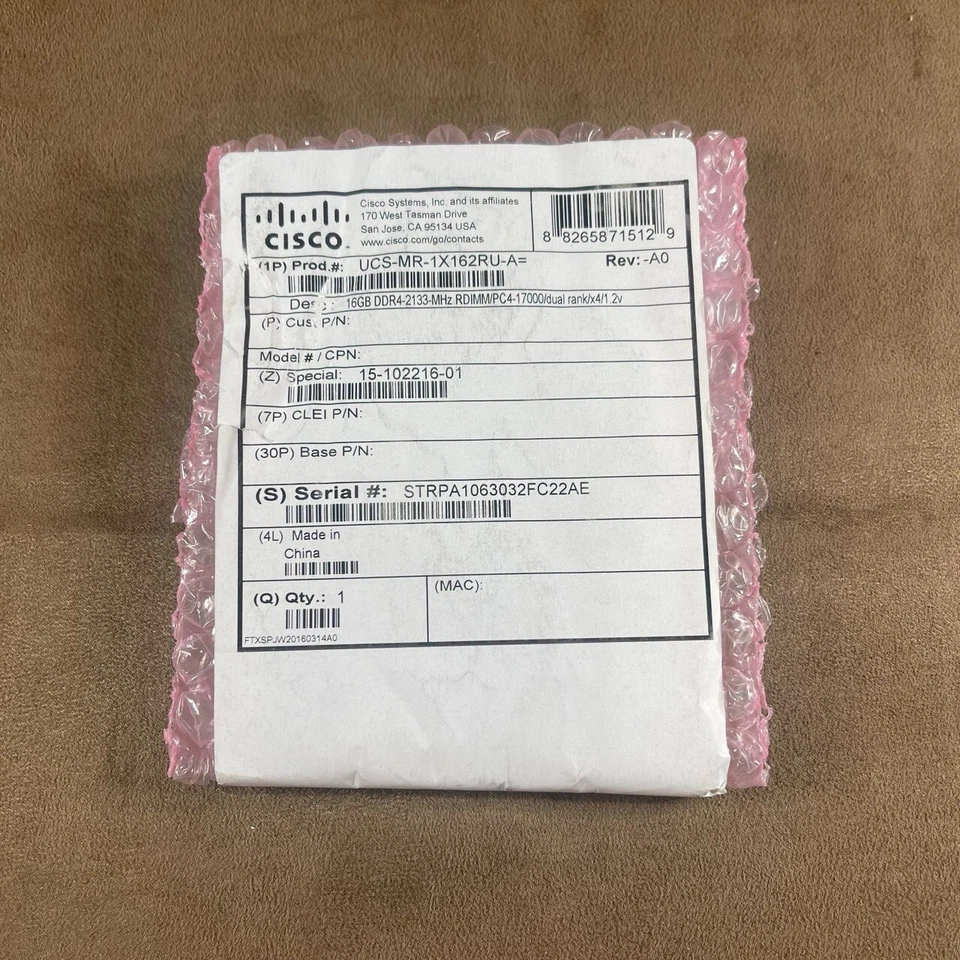 CISCO
Cisco Systems, Inc. and its affiliates
170 West Tasman Drive
San Jose, CA 95134 USA
www.cisco.com/go/contacts
8 82658 71512 9
(1P) Prod.#: UCS-MR-1X162RU-A= Rev:-A0
Desc: 16GB DDR4-2133-MHz RDIMM/PC4-17000/dual rank/x4/1.2v
(P) Cust P/N:
Model # / CPN:
(Z) Special: 15-102216-01
(7P) CLEI P/N:
(30P) Base P/N:
(S) Serial #: STRPA1063032FC22AE
(4L) Made in
China
(Q) Qty.: 1
(MAC):
FTXSPJW20160314A0